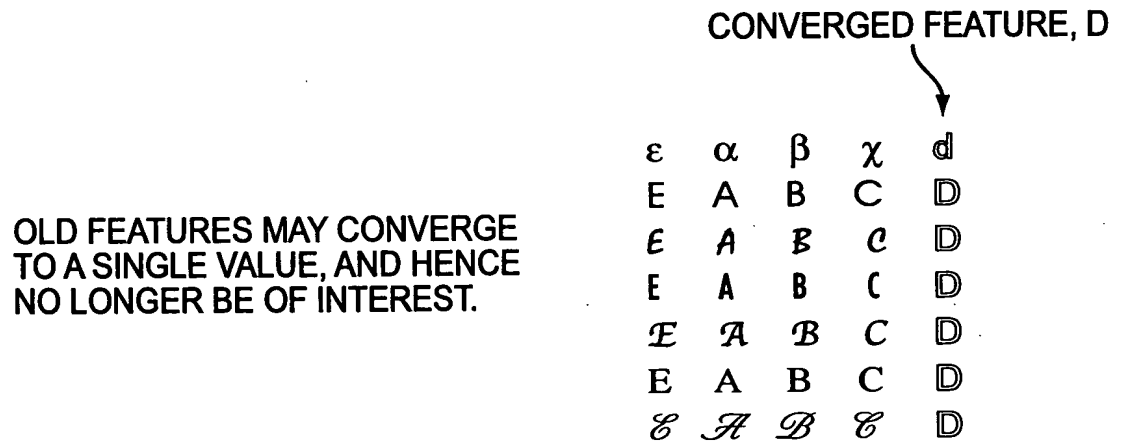 CONVERGED FEATURE, D
ε α β χ 𝕕
E A B C 𝔻
OLD FEATURES MAY CONVERGE
TO A SINGLE VALUE, AND HENCE
NO LONGER BE OF INTEREST.
E A B C 𝔻
E A B C 𝔻
E A B C 𝔻
E A B C 𝔻
ℰ 𝒜 ℬ 𝒞 𝔻